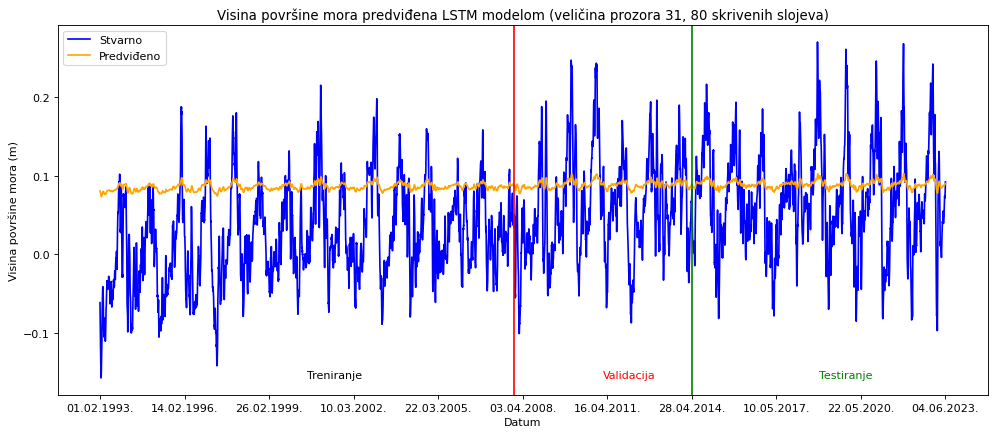 Visina površine mora predviđena LSTM modelom (veličina prozora 31, 80 skrivenih slojeva)
Stvarno
Predviđeno
Visina površine mora (m)
0.2
0.1
0.0
−0.1
Treniranje
Validacija
Testiranje
01.02.1993. 14.02.1996. 26.02.1999. 10.03.2002. 22.03.2005. 03.04.2008. 16.04.2011. 28.04.2014. 10.05.2017. 22.05.2020. 04.06.2023.
Datum